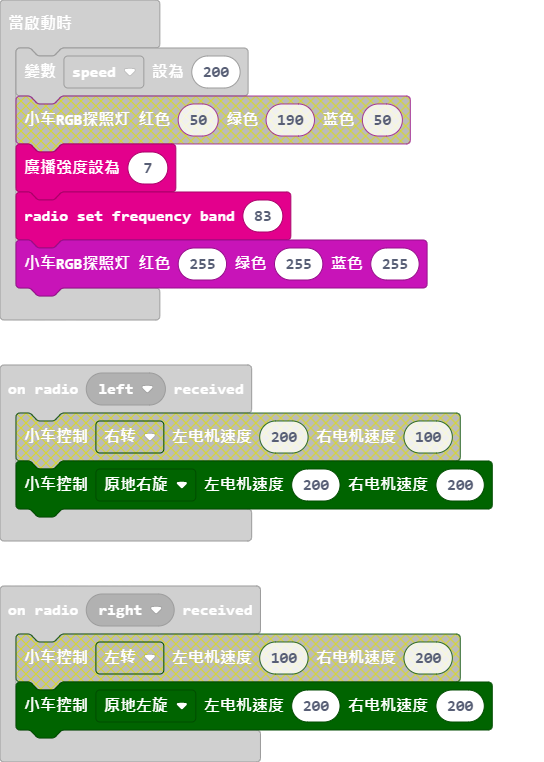 當啟動時
變數 speed 設為 200
小车RGB探照灯 红色 50 绿色 190 蓝色 50
廣播強度設為 7
radio set frequency band 83
小车RGB探照灯 红色 255 绿色 255 蓝色 255
on radio left received
小车控制 右转 左电机速度 200 右电机速度 100
小车控制 原地右旋 左电机速度 200 右电机速度 200
on radio right received
小车控制 左转 左电机速度 100 右电机速度 200
小车控制 原地左旋 左电机速度 200 右电机速度 200